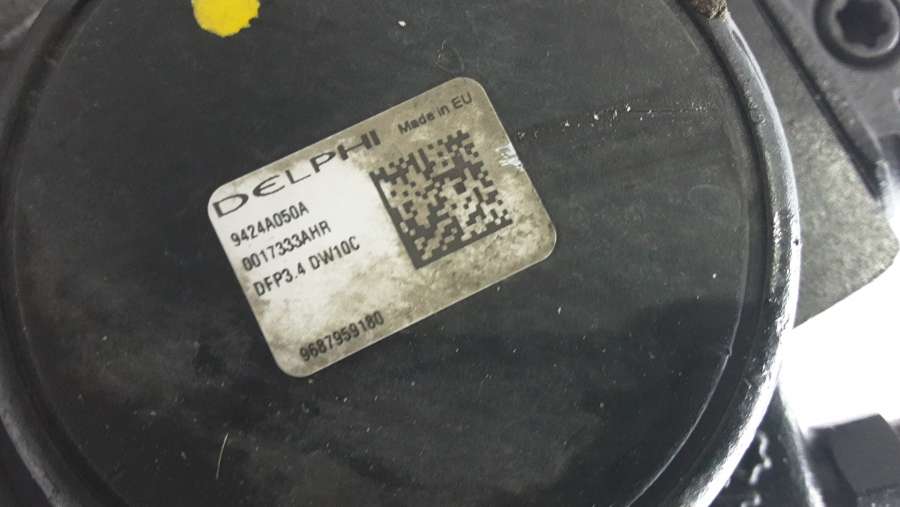 DELPHI Made in EU
9424A050A
0017333AHR
DFP3.4 DW10C
9687959180